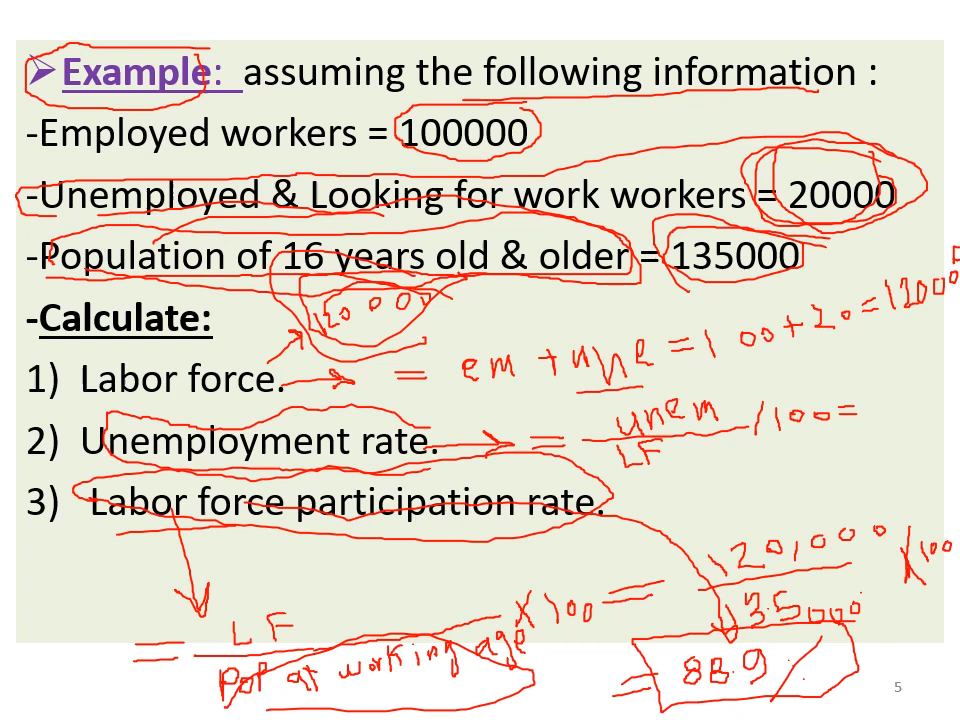 ➢Example: assuming the following information :
-Employed workers = 100000
-Unemployed & Looking for work workers = 20000
-Population of 16 years old & older = 135000
-Calculate:
120000
1) Labor force. = em + une = 100 + 20 = 12000
2) Unemployment rate. = unem / LF /100=
3) Labor force participation rate.
= LF / Pop at working age X100 = 120,000 / 135000 X100
= 88.9
5